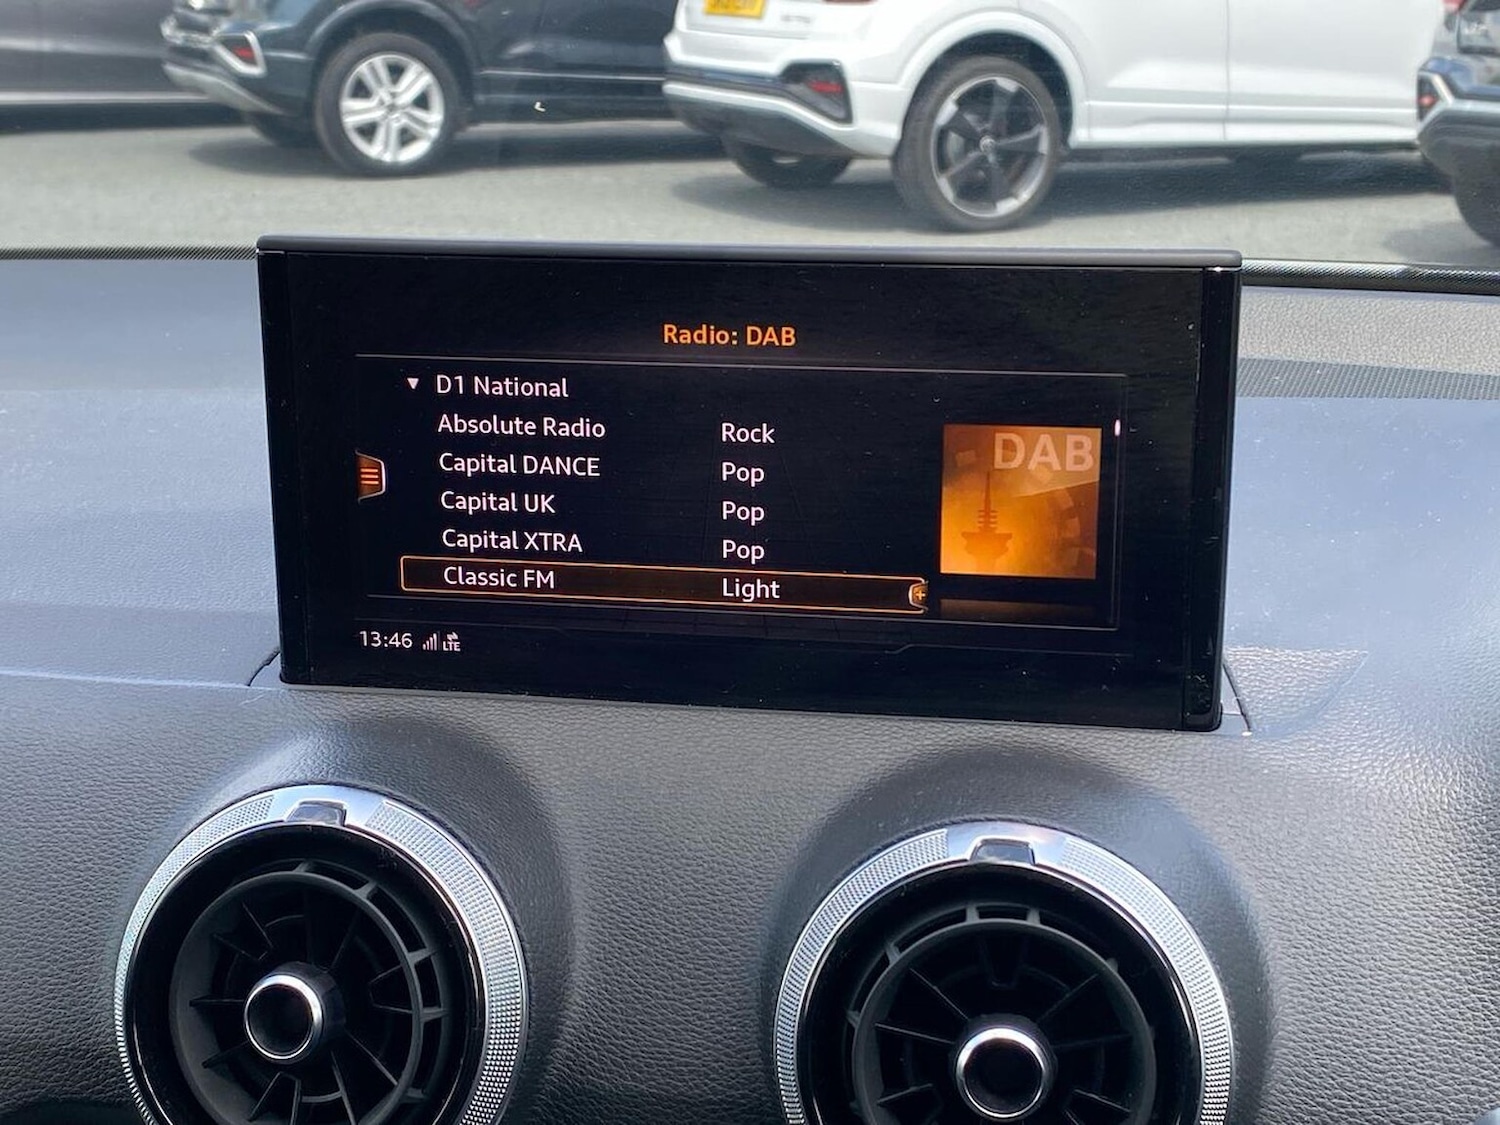 Radio: DAB
▼ D1 National
Absolute Radio Rock
Capital DANCE Pop
Capital UK Pop
Capital XTRA Pop
Classic FM Light
DAB
13:46 LTE